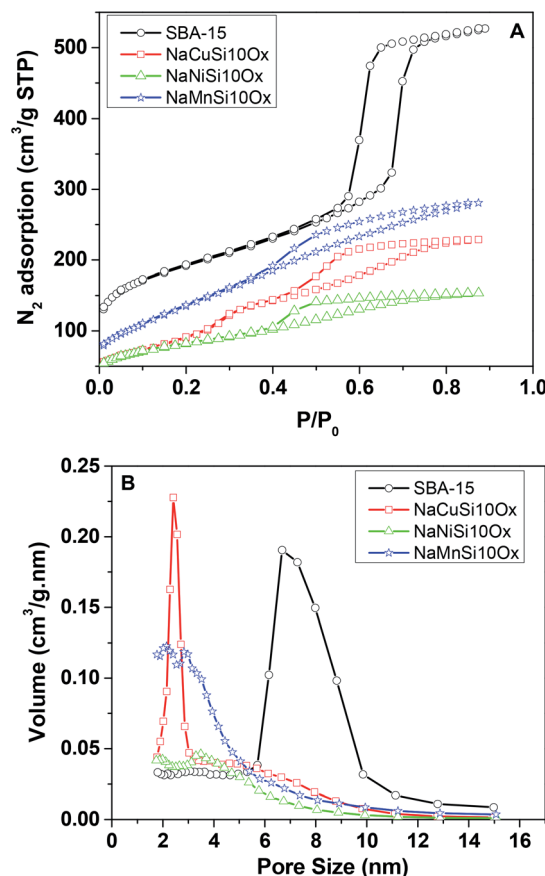 A
SBA-15
NaCuSi10Ox
NaNiSi10Ox
NaMnSi10Ox
N₂ adsorption (cm³/g STP)
500
400
300
200
100
0.0 0.2 0.4 0.6 0.8 1.0
P/P₀
B
SBA-15
NaCuSi10Ox
NaNiSi10Ox
NaMnSi10Ox
Volume (cm³/g.nm)
0.25
0.20
0.15
0.10
0.05
0.00
0 2 4 6 8 10 12 14 16
Pore Size (nm)